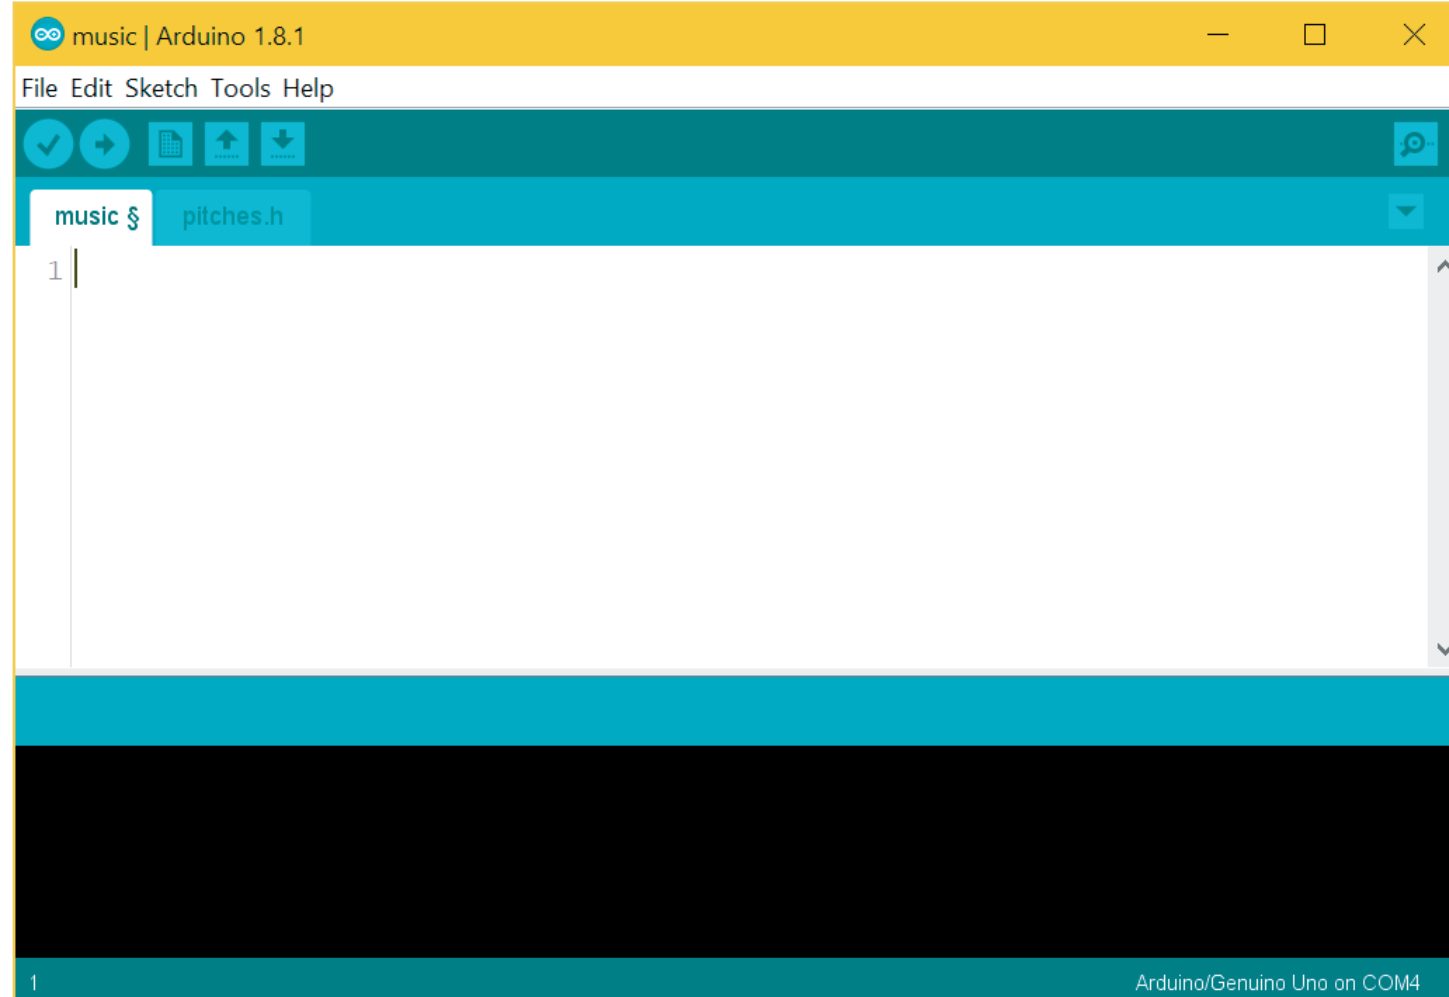 music | Arduino 1.8.1
File Edit Sketch Tools Help
music § pitches.h
1
1 Arduino/Genuino Uno on COM4